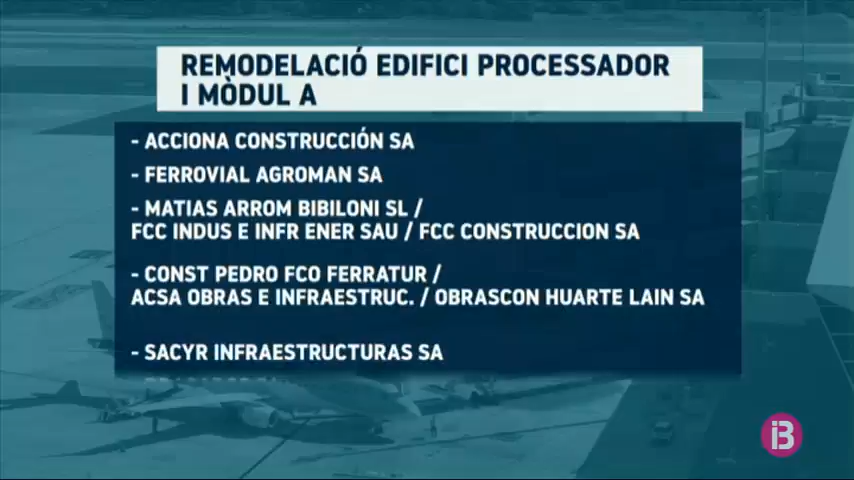 REMODELACIÓ EDIFICI PROCESSADOR
I MÒDUL A
- ACCIONA CONSTRUCCIÓN SA
- FERROVIAL AGROMAN SA
- MATIAS ARROM BIBILONI SL /
FCC INDUS E INFR ENER SAU / FCC CONSTRUCCION SA
- CONST PEDRO FCO FERRATUR /
ACSA OBRAS E INFRAESTRUC. / OBRASCON HUARTE LAIN SA
- SACYR INFRAESTRUCTURAS SA
IB